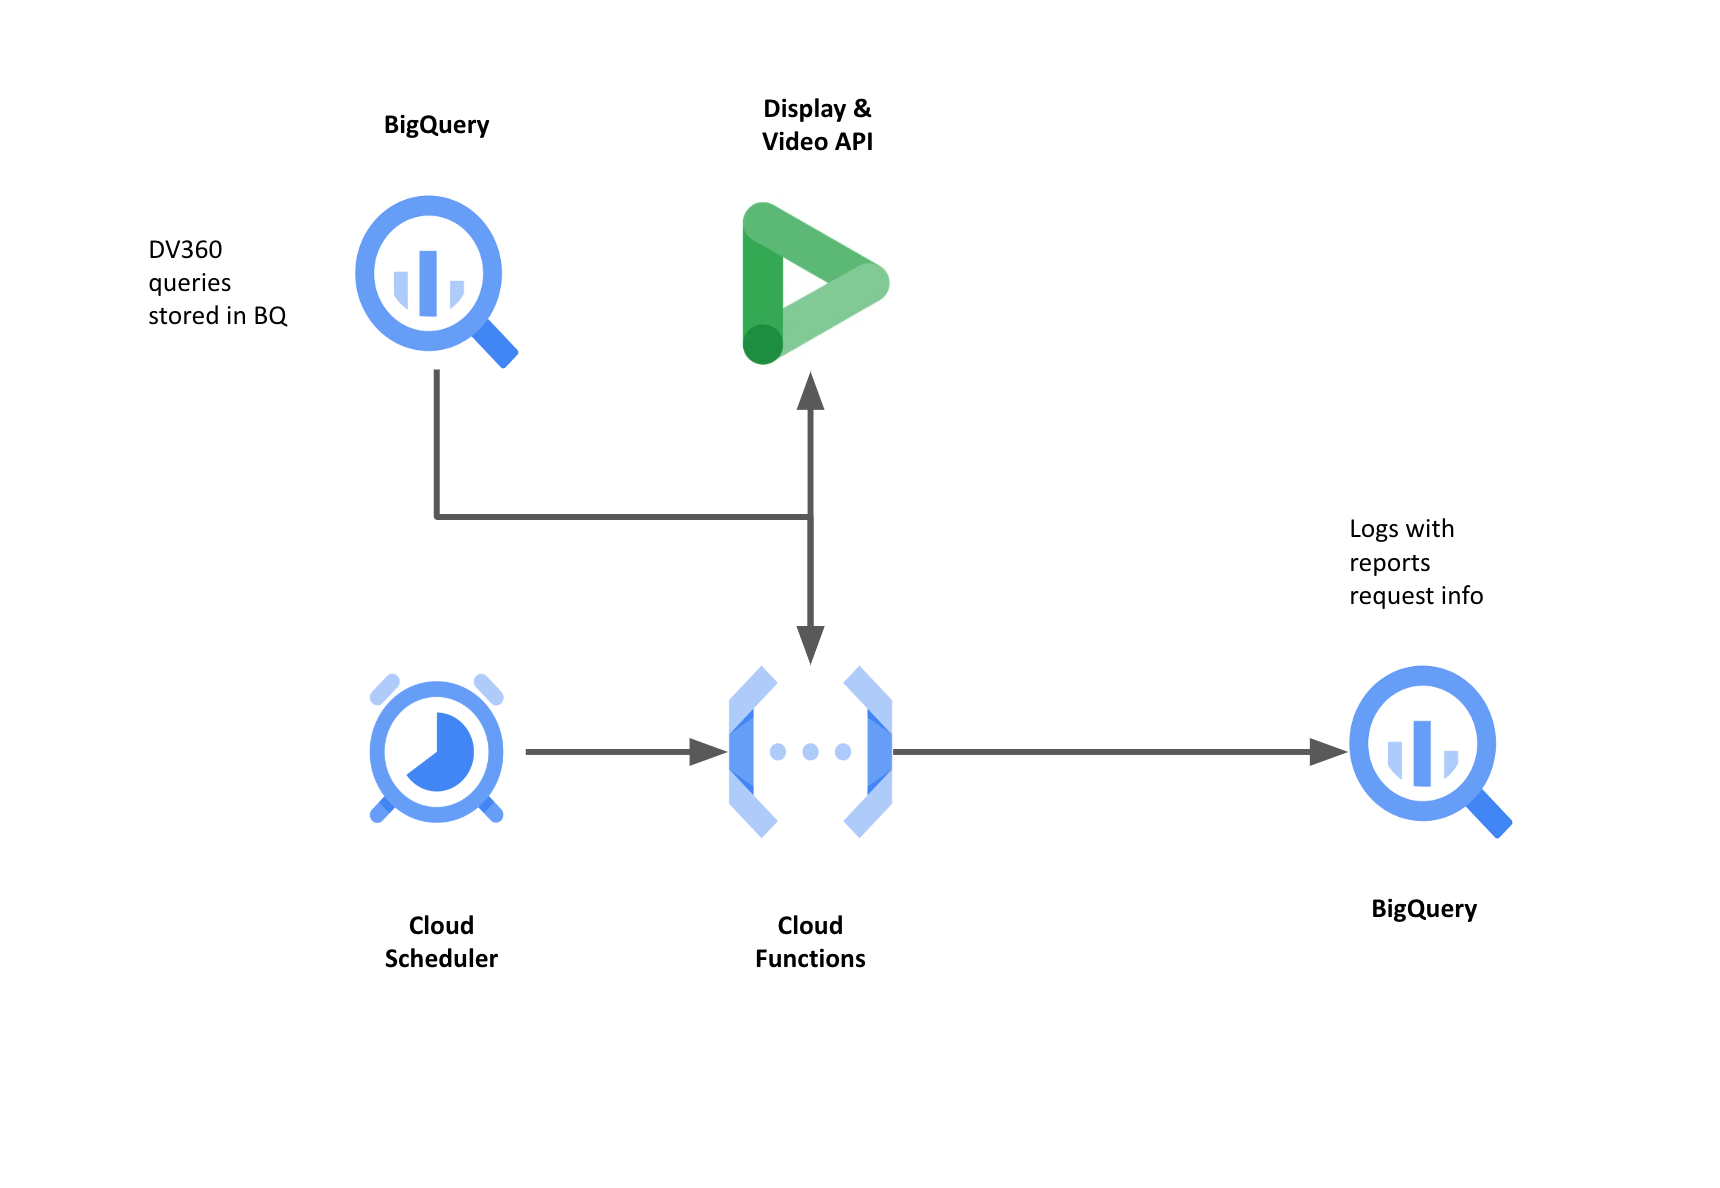 BigQuery
Display &
Video API
DV360
queries
stored in BQ
Logs with
reports
request info
BigQuery
Cloud
Scheduler
Cloud
Functions